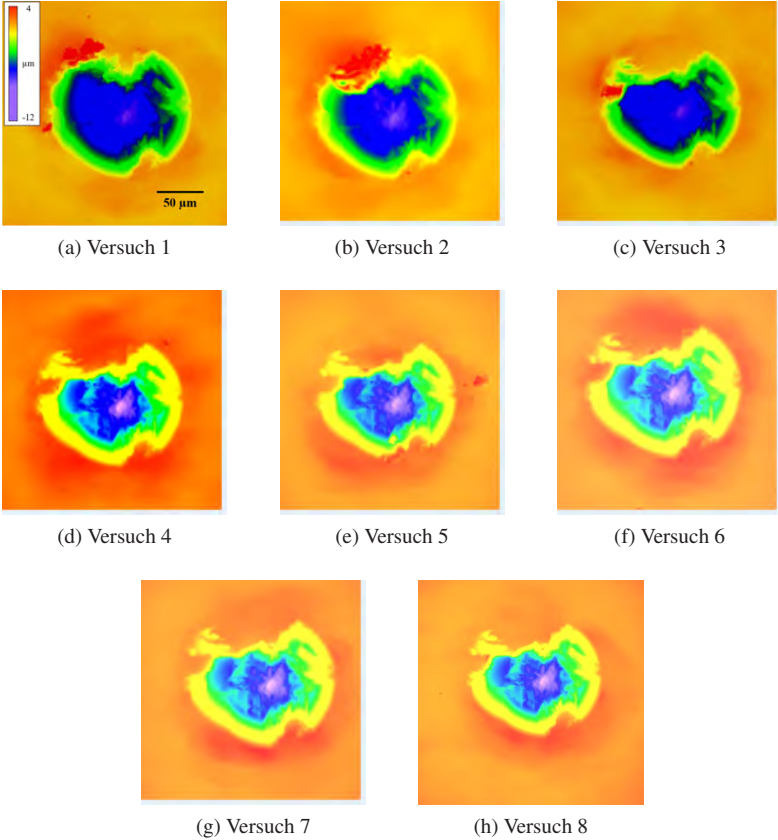 4
µm
-12
50 µm
(a) Versuch 1
(b) Versuch 2
(c) Versuch 3
(d) Versuch 4
(e) Versuch 5
(f) Versuch 6
(g) Versuch 7
(h) Versuch 8